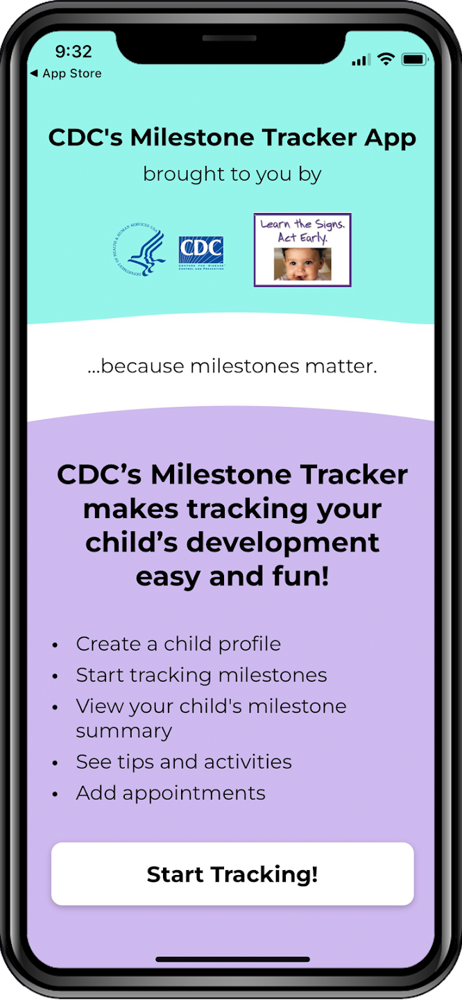 9:32
◀ App Store
CDC's Milestone Tracker App
brought to you by
DEPARTMENT OF HEALTH & HUMAN SERVICES·USA
CDC
CENTERS FOR DISEASE™
CONTROL AND PREVENTION
Learn the Signs.
Act Early.
...because milestones matter.
CDC’s Milestone Tracker
makes tracking your
child’s development
easy and fun!
• Create a child profile
• Start tracking milestones
• View your child's milestone
summary
• See tips and activities
• Add appointments
Start Tracking!